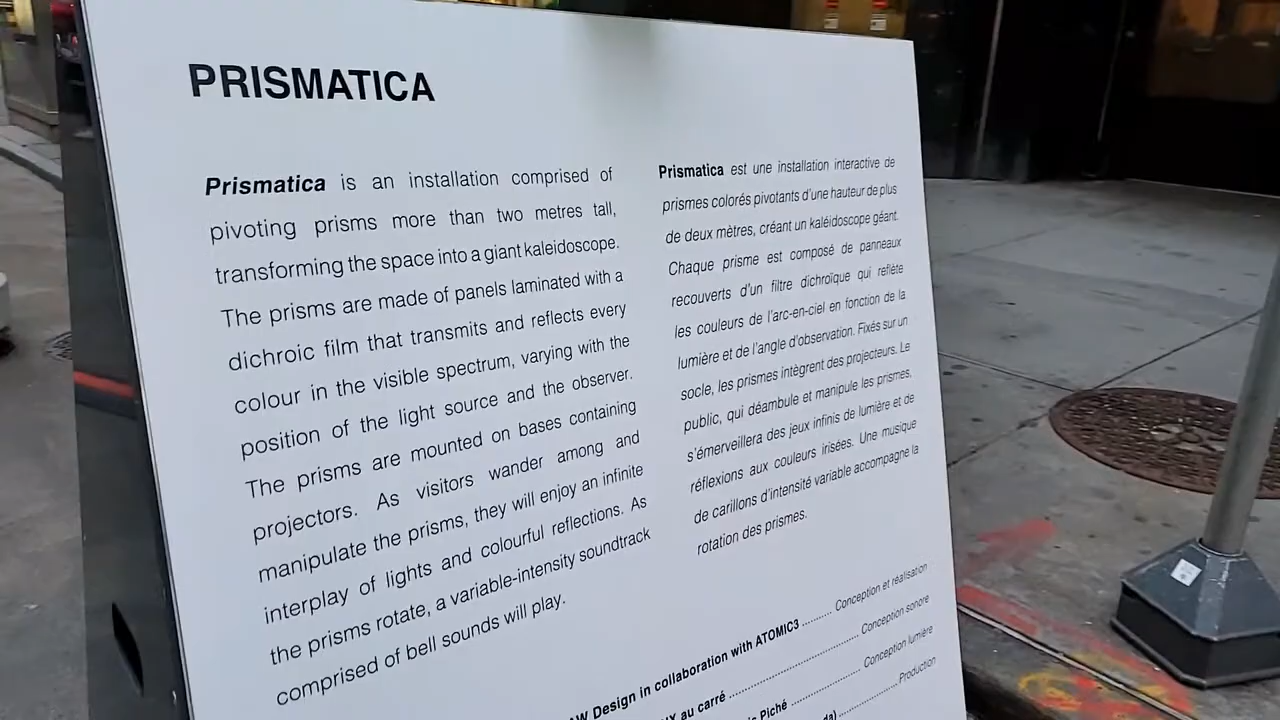 PRISMATICA
Prismatica is an installation comprised of
pivoting prisms more than two metres tall,
transforming the space into a giant kaleidoscope.
The prisms are made of panels laminated with a
dichroic film that transmits and reflects every
colour in the visible spectrum, varying with the
position of the light source and the observer.
The prisms are mounted on bases containing
projectors. As visitors wander among and
manipulate the prisms, they will enjoy an infinite
interplay of lights and colourful reflections. As
the prisms rotate, a variable-intensity soundtrack
comprised of bell sounds will play.
Prismatica est une installation interactive de
prismes colorés pivotants d'une hauteur de plus
de deux mètres, créant un kaléidoscope géant.
Chaque prisme est composé de panneaux
recouverts d'un filtre dichroïque qui reflète
les couleurs de l'arc-en-ciel en fonction de la
lumière et de l'angle d'observation. Fixés sur un
socle, les prismes intègrent des projecteurs. Le
public, qui déambule et manipule les prismes,
s'émerveillera des jeux infinis de lumière et de
réflexions aux couleurs irisées. Une musique
de carillons d'intensité variable accompagne la
rotation des prismes.
Design in collaboration with ATOMIC3 .......... Conception et réalisation
au carré .......... Conception sonore
Piché .......... Conception lumière
.......... Production